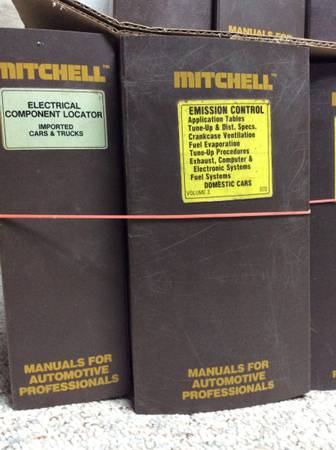 MANUALS FOR
MITCHELL™
ELECTRICAL
COMPONENT LOCATOR
IMPORTED
CARS & TRUCKS
MANUALS FOR
AUTOMOTIVE
PROFESSIONALS
MITCHELL™
EMISSION CONTROL
Application Tables
Tune-Up & Dist. Specs.
Crankcase Ventilation
Fuel Evaporation
Tune-Up Procedures
Exhaust, Computer &
Electronic Systems
Fuel Systems
DOMESTIC CARS
VOLUME 2
MANUALS FOR
AUTOMOTIVE
PROFESSIONALS